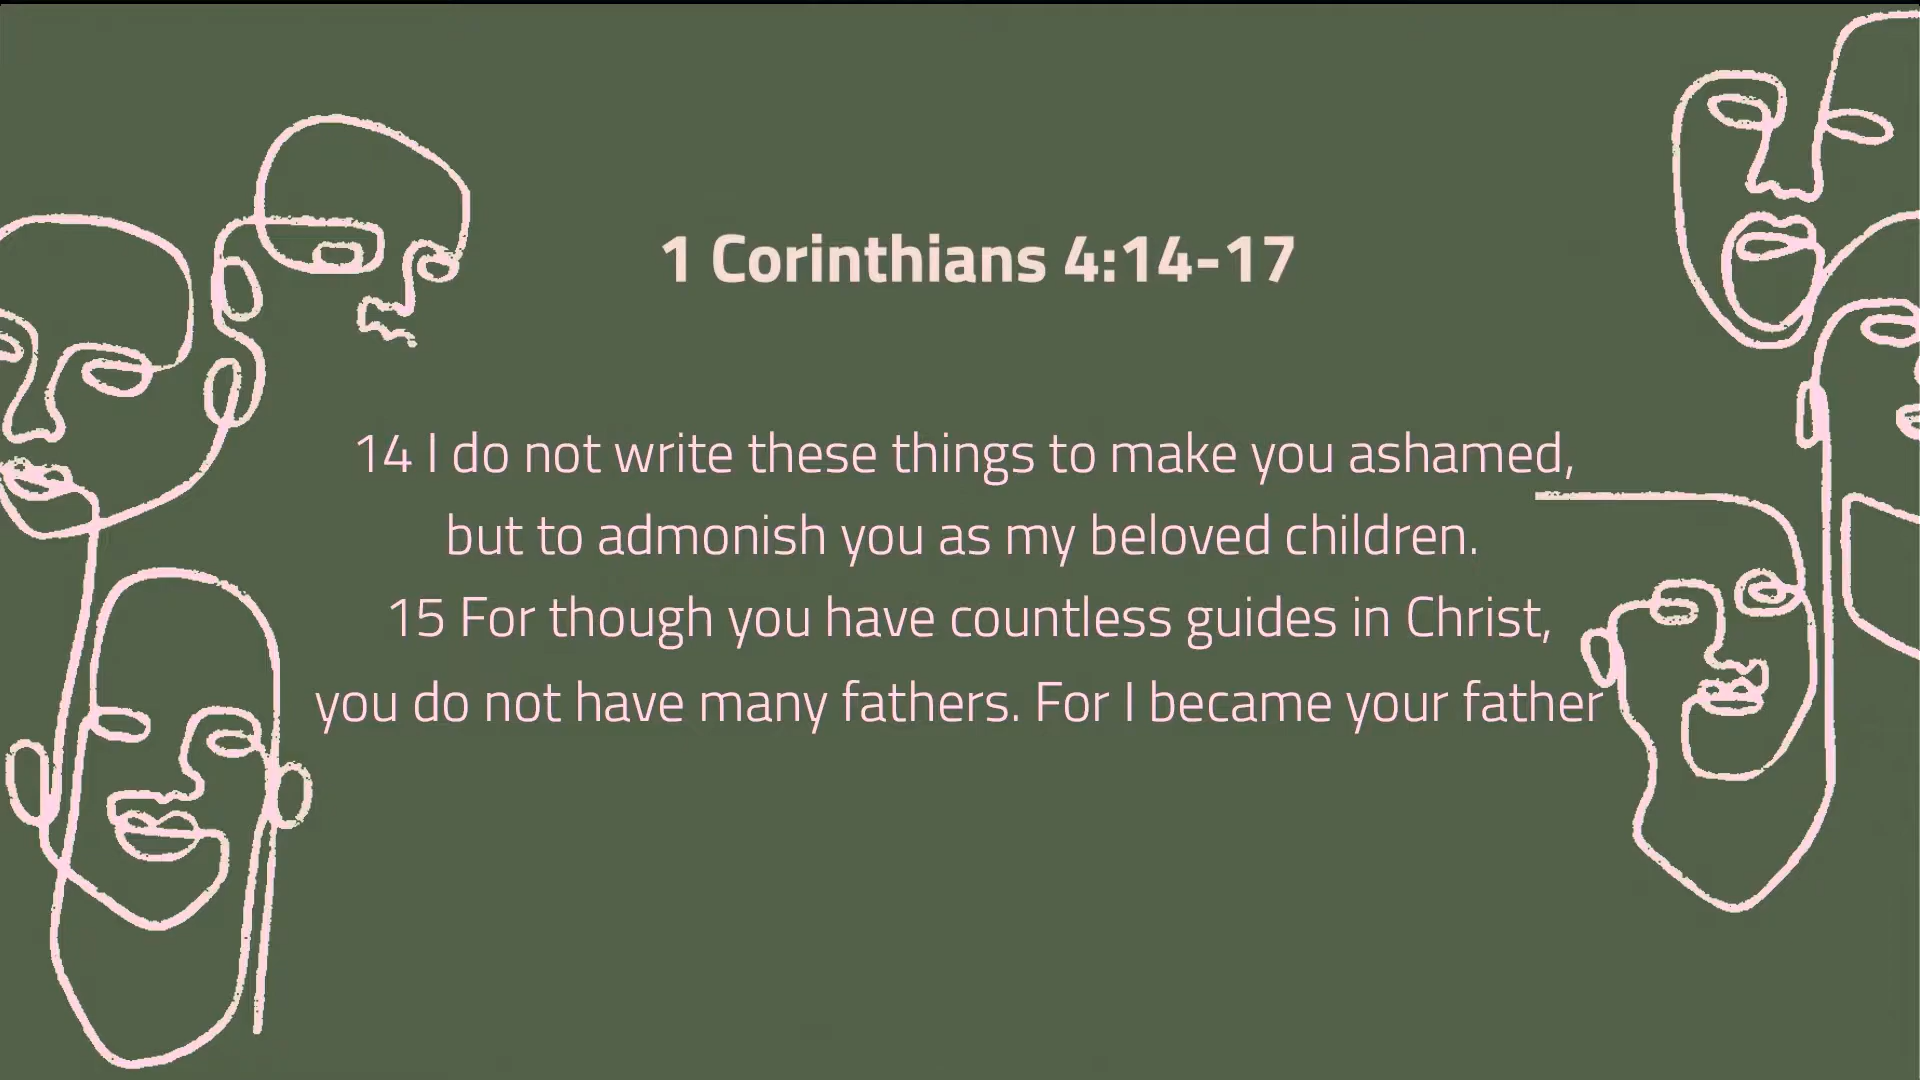 1 Corinthians 4:14-17
14 I do not write these things to make you ashamed,
but to admonish you as my beloved children.
15 For though you have countless guides in Christ,
you do not have many fathers. For I became your father